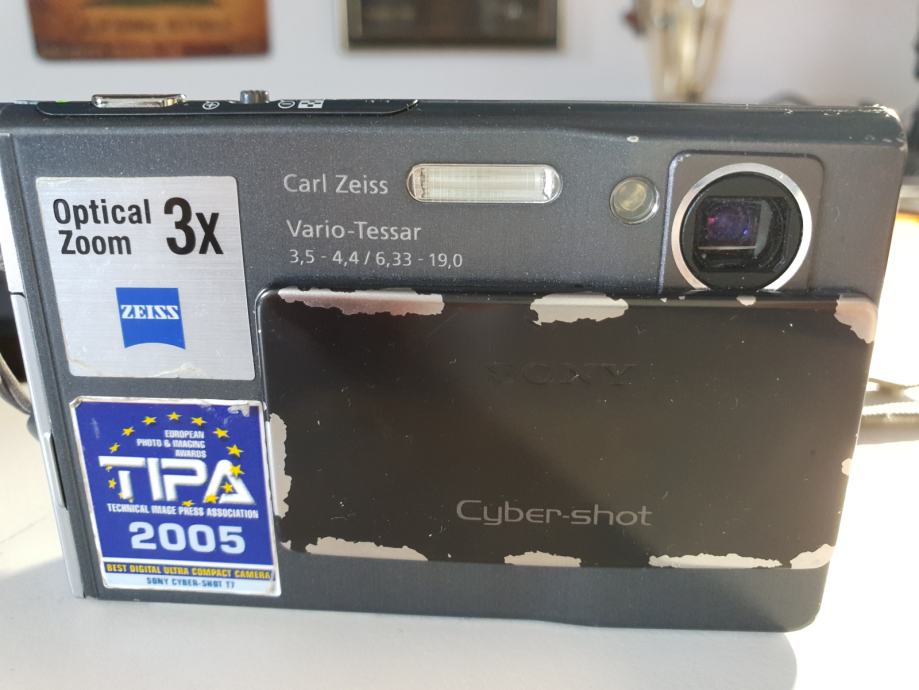 Optical
Zoom
3x
ZEISS
Carl Zeiss
Vario-Tessar
3,5 - 4,4 / 6,33 - 19,0
SONY
Cyber-shot
EUROPEAN
PHOTO & IMAGING
AWARDS
TIPA
TECHNICAL IMAGE PRESS ASSOCIATION
2005
BEST DIGITAL ULTRA COMPACT CAMERA
SONY CYBER-SHOT T7